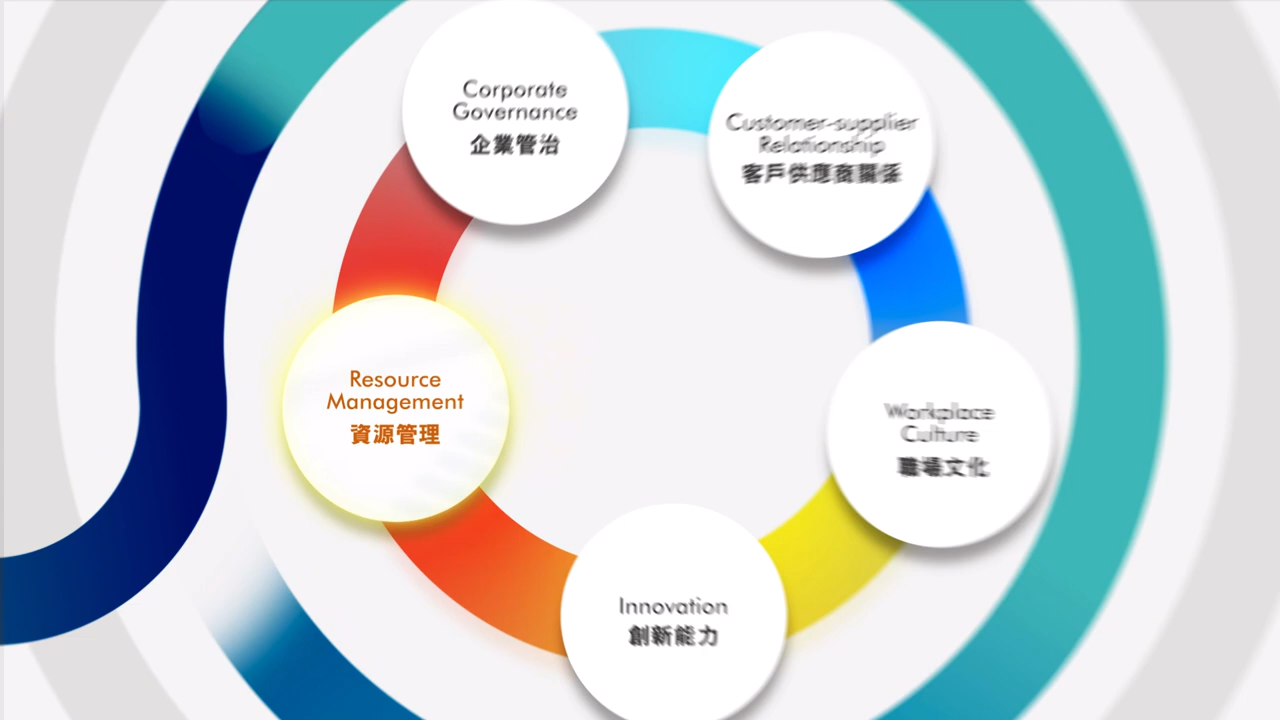 Corporate
Governance
企業管治
Customer-supplier
Relationship
客戶供應商關係
Resource
Management
資源管理
Workplace
Culture
職場文化
Innovation
創新能力